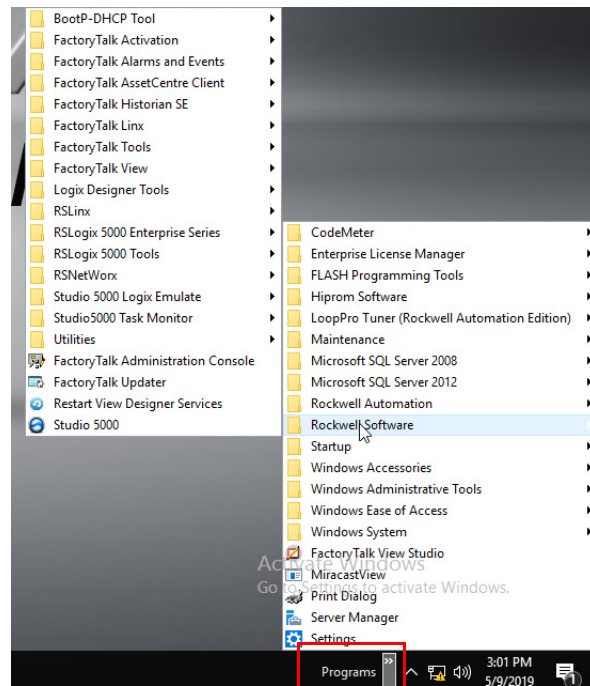 BootP-DHCP Tool
FactoryTalk Activation
FactoryTalk Alarms and Events
FactoryTalk AssetCentre Client
FactoryTalk Historian SE
FactoryTalk Linx
FactoryTalk Tools
FactoryTalk View
Logix Designer Tools
RSLinx
RSLogix 5000 Enterprise Series
RSLogix 5000 Tools
RSNetWorx
Studio 5000 Logix Emulate
Studio5000 Task Monitor
Utilities
FactoryTalk Administration Console
FactoryTalk Updater
Restart View Designer Services
Studio 5000
CodeMeter
Enterprise License Manager
FLASH Programming Tools
Hiprom Software
LoopPro Tuner (Rockwell Automation Edition)
Maintenance
Microsoft SQL Server 2008
Microsoft SQL Server 2012
Rockwell Automation
Rockwell Software
Startup
Windows Accessories
Windows Administrative Tools
Windows Ease of Access
Windows System
FactoryTalk View Studio
MiracastView
Print Dialog
Server Manager
Settings
Activate Windows
Go to Settings to activate Windows.
Programs
3:01 PM
5/9/2019
1